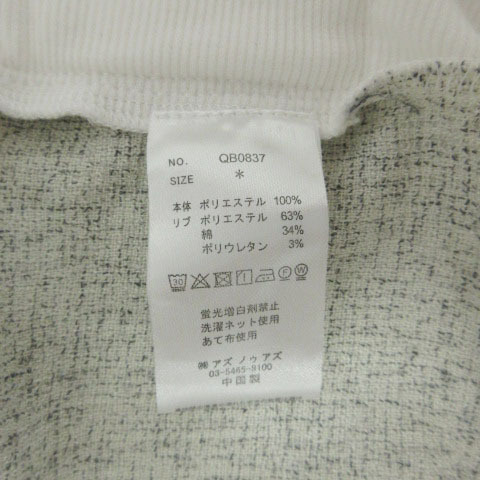 NO. QB0837
SIZE *
本体 ポリエステル 100%
リブ ポリエステル 63%
綿 34%
ポリウレタン 3%
30 F W
蛍光増白剤禁止
洗濯ネット使用
あて布使用
㈱ アズ ノゥ アズ
03-5465-8100
中国製